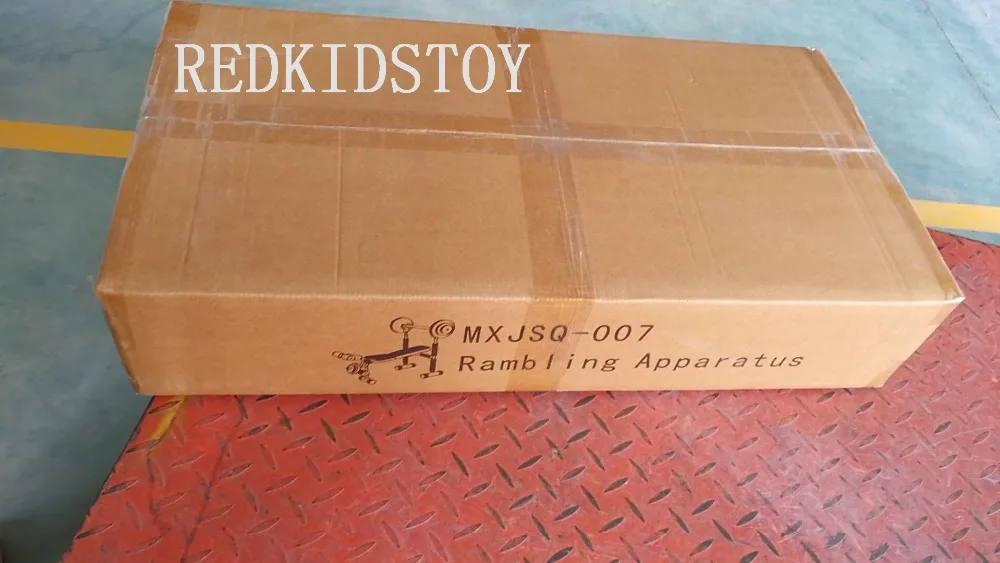 REDKIDSTOY
MXJSQ-007
Rambling Apparatus